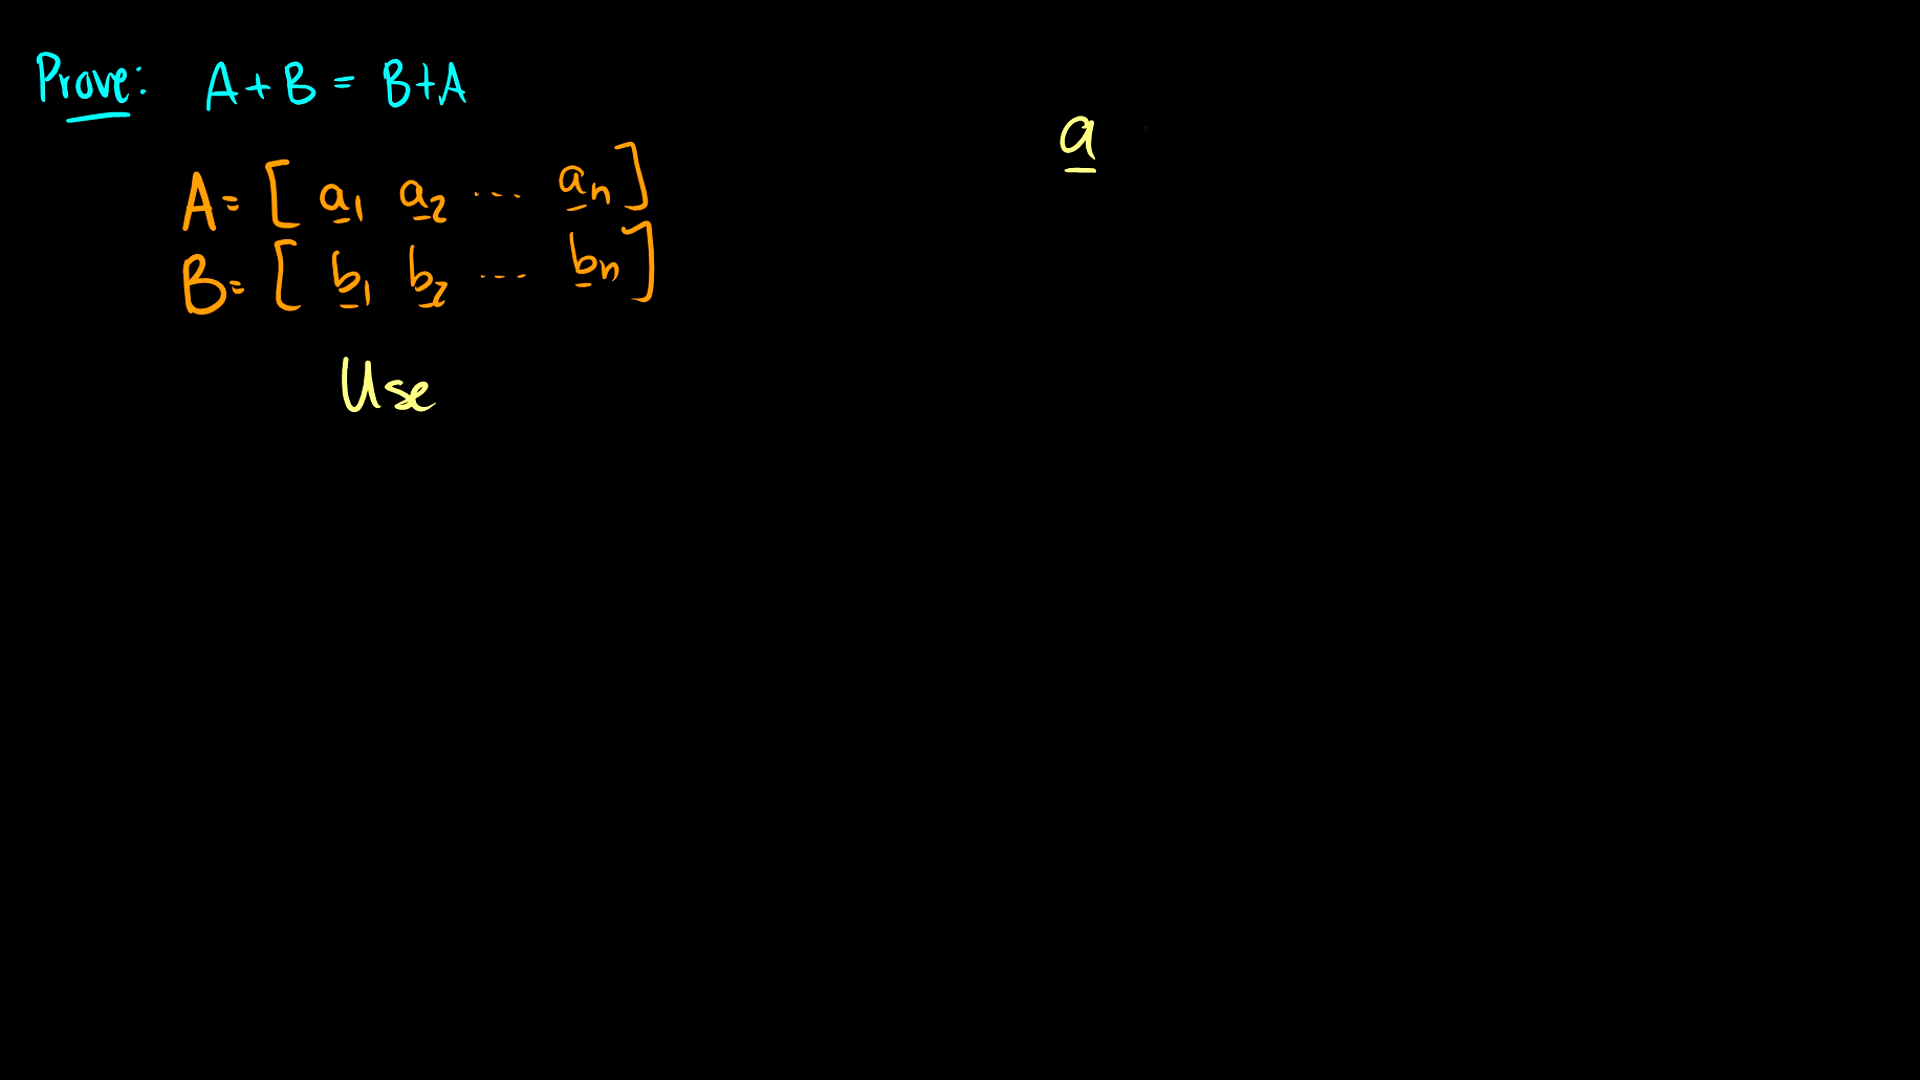 Prove: A+B = B+A
a
A= [ a1 a2 ... an ]
B= [ b1 b2 ... bn ]
Use